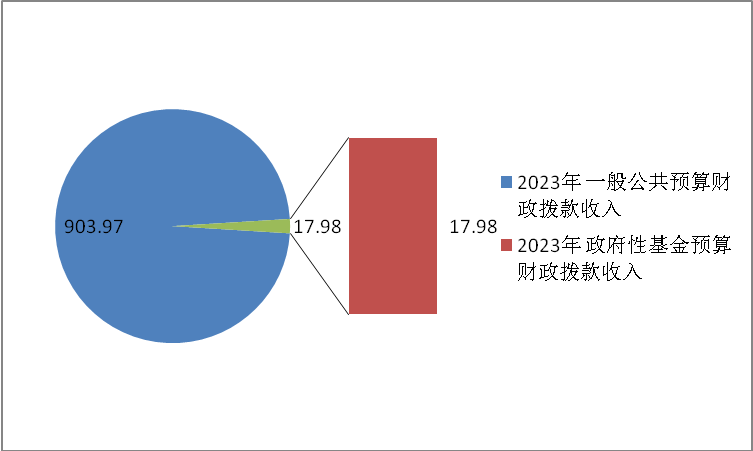 903.97
17.98
17.98
2023年 一般公共预算财
政拨款收入
2023年 政府性基金预算
财政拨款收入